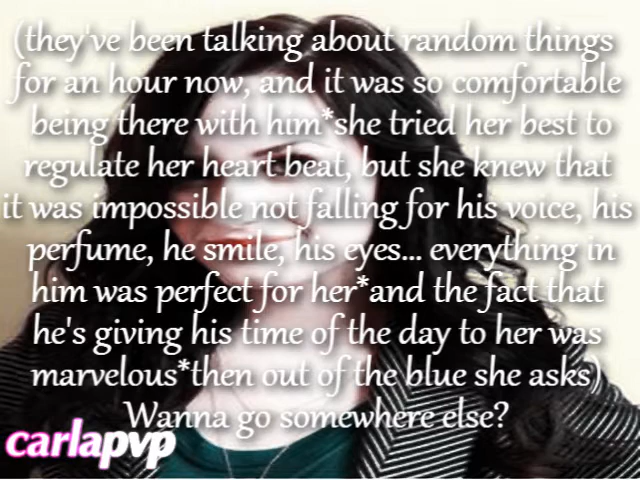 (they've been talking about random things
for an hour now, and it was so comfortable
being there with him*she tried her best to
regulate her heart beat, but she knew that
it was impossible not falling for his voice, his
perfume, he smile, his eyes... everything in
him was perfect for her*and the fact that
he's giving his time of the day to her was
marvelous*then out of the blue she asks)
Wanna go somewhere else?
carlapvp